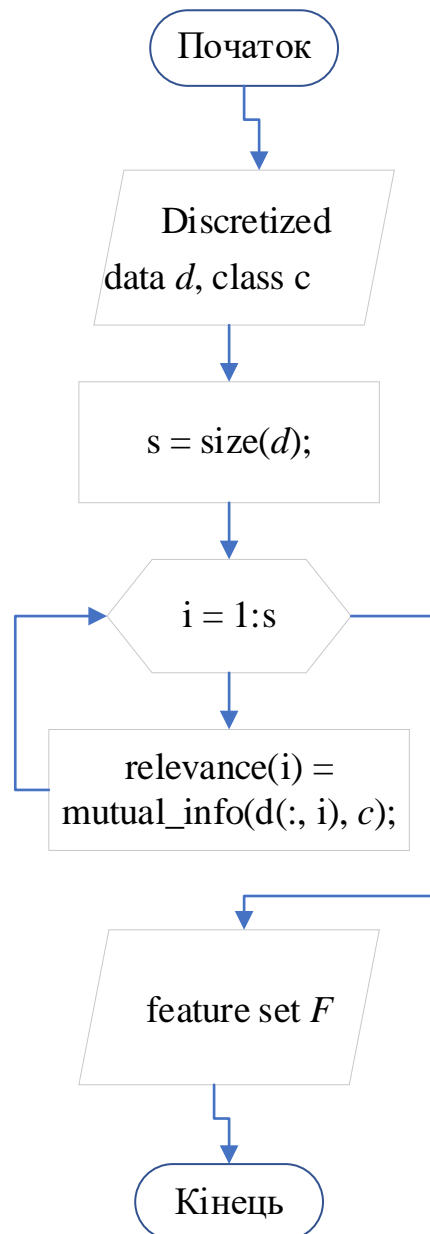 Початок
Discretized
data d, class c
s = size(d);
i = 1:s
relevance(i) =
mutual_info(d(:, i), c);
feature set F
Кінець